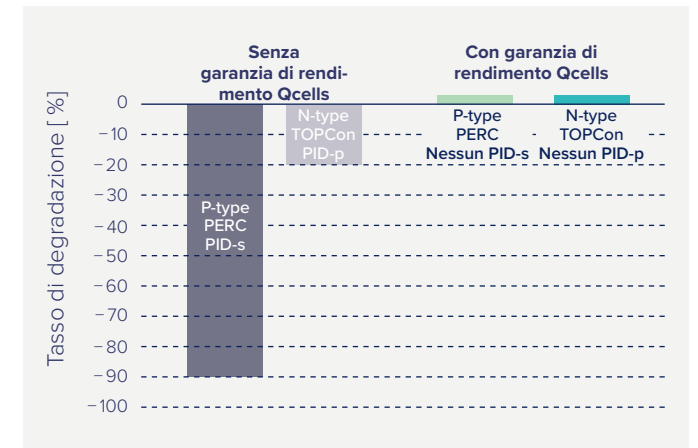 Senza
garanzia di rendi-
mento Qcells
Con garanzia di
rendimento Qcells
Tasso di degradazione [ %]
0
−10
−20
−30
−40
−50
−60
−70
−80
−90
−100
P-type
PERC
PID-s
N-type
TOPCon
PID-p
P-type
PERC
Nessun PID-s
N-type
TOPCon
Nessun PID-p